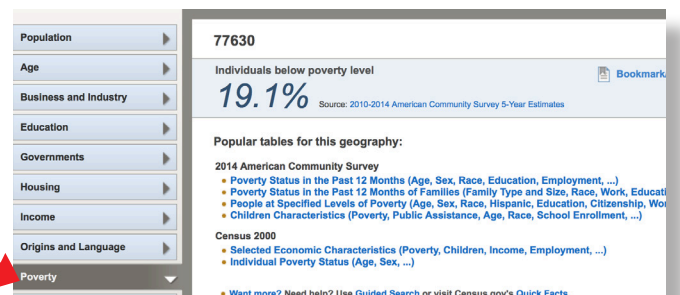 Population
Age
Business and Industry
Education
Governments
Housing
Income
Origins and Language
Poverty
77630
Individuals below poverty level
19.1% Source: 2010-2014 American Community Survey 5-Year Estimates
Bookmark
Popular tables for this geography:
2014 American Community Survey
• Poverty Status in the Past 12 Months (Age, Sex, Race, Education, Employment, ...)
• Poverty Status in the Past 12 Months of Families (Family Type and Size, Race, Work, Educati
• People at Specified Levels of Poverty (Age, Sex, Race, Hispanic, Education, Citizenship, Wor
• Children Characteristics (Poverty, Public Assistance, Age, Race, School Enrollment, ...)
Census 2000
• Selected Economic Characteristics (Poverty, Children, Income, Employment, ...)
• Individual Poverty Status (Age, Sex, ...)
• Want more? Need help? Use Guided Search or visit Census.gov's Quick Facts